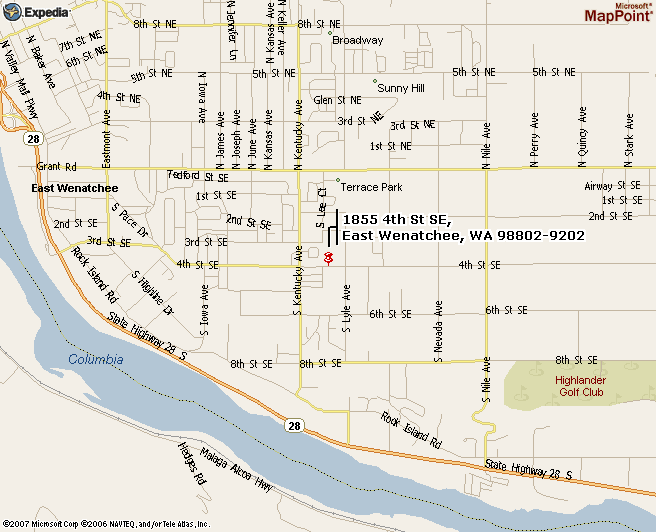 Expedia
Microsoft®
MapPoint®
N Valley Mall Pkwy
N Baker Ave
7th St NE
6th St NE
N Jennifer Ln
N Kansas Ave
N Keller Ave
Broadway
5th St NE
5th St NE
5th St NE
Sunny Hill
4th St NE
N Iowa Ave
Glen St NE
3rd St NE
3rd St NE
1st St NE
28
Eastmont Ave
N James Ave
N Joseph Ave
N June Ave
N Kansas Ave
N Kentucky Ave
N Nile Ave
N Perry Ave
N Quincy Ave
N Stark Ave
Grant Rd
East Wenatchee
Tedford St SE
1st St SE
S Lee Ct
Terrace Park
Airway St SE
1st St SE
2nd St SE
2nd St SE
S Pace Dr
2nd St SE
3rd St SE
3rd St SE
1855 4th St SE,
East Wenatchee, WA 98802-9202
4th St SE
4th St SE
Rock Island Rd
S Highline Dr
S Iowa Ave
S Kentucky Ave
S Lyle Ave
6th St SE
6th St SE
S Nevada Ave
State Highway 28 S
Columbia
8th St SE
8th St SE
8th St SE
S Nile Ave
Highlander
Golf Club
28
Rock Island Rd
State Highway 28 S
Hedges Rd
Malaga Alcoa Hwy
©2007 Microsoft Corp ©2006 NAVTEQ, and/or Tele Atlas, Inc.